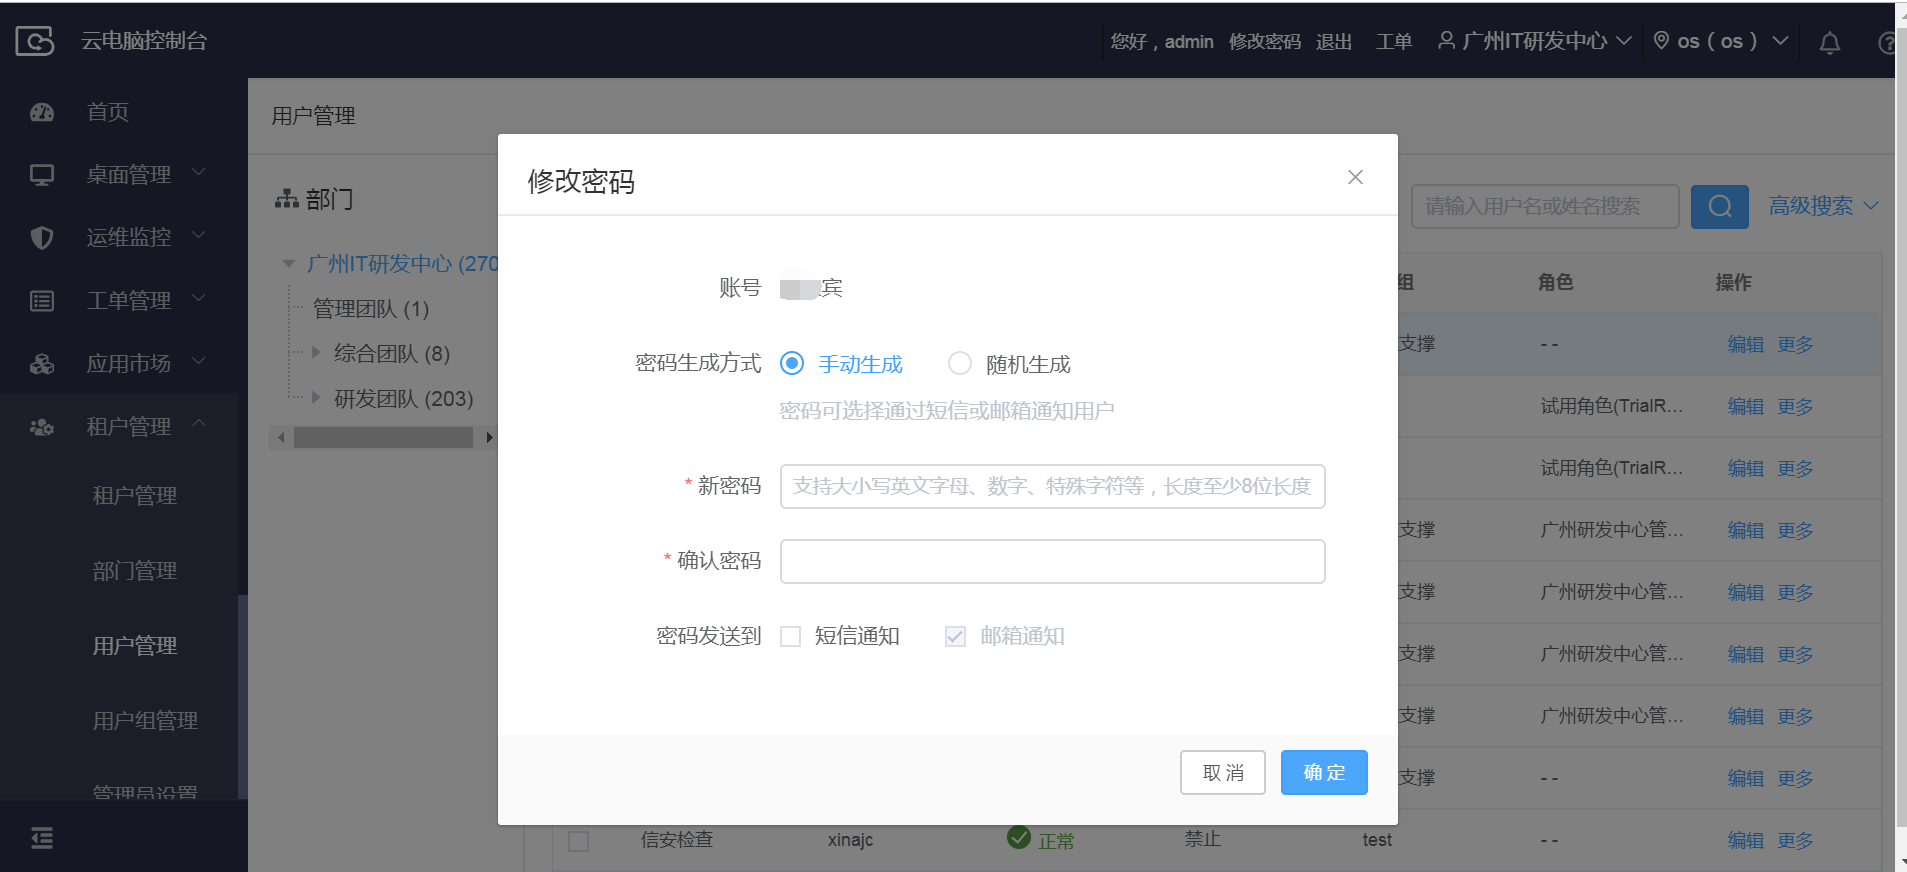 云电脑控制台
您好，admin 修改密码 退出 工单 广州IT研发中心 os（os）
首页
桌面管理
运维监控
工单管理
应用市场
租户管理
租户管理
部门管理
用户管理
用户组管理
管理员设置
用户管理
部门
广州IT研发中心 (270
管理团队 (1)
综合团队 (8)
研发团队 (203)
请输入用户名或姓名搜索
高级搜索
组 角色 操作
支撑 - - 编辑 更多
试用角色(TrialR... 编辑 更多
试用角色(TrialR... 编辑 更多
支撑 广州研发中心管... 编辑 更多
支撑 广州研发中心管... 编辑 更多
支撑 广州研发中心管... 编辑 更多
支撑 广州研发中心管... 编辑 更多
支撑 - - 编辑 更多
信安检查 xinajc 正常 禁止 test - - 编辑 更多
修改密码
账号 宾
密码生成方式 手动生成 随机生成
密码可选择通过短信或邮箱通知用户
* 新密码 支持大小写英文字母、数字、特殊字符等，长度至少8位长度
* 确认密码
密码发送到 短信通知 邮箱通知
取消 确定